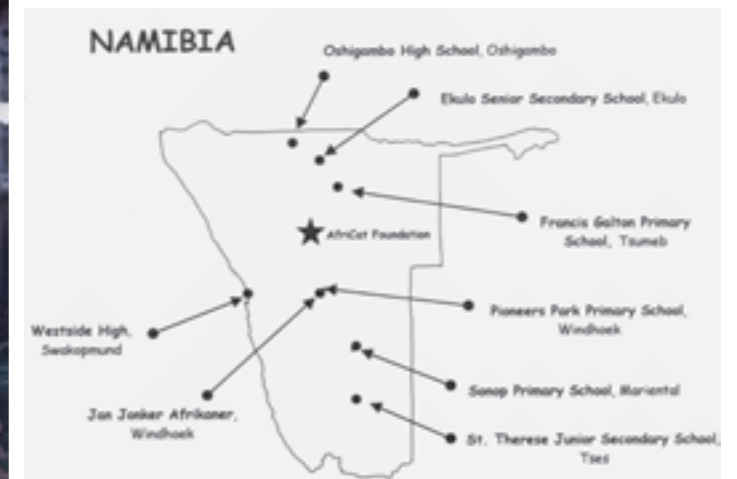 NAMIBIA
Oshigambo High School, Oshigambo
Ekulo Senior Secondary School, Ekulo
Francis Galton Primary
School, Tsumeb
AfriCat Foundation
Pioneers Park Primary School,
Windhoek
Westside High,
Swakopmund
Sonop Primary School, Mariental
Jan Jonker Afrikaner,
Windhoek
St. Therese Junior Secondary School,
Tses